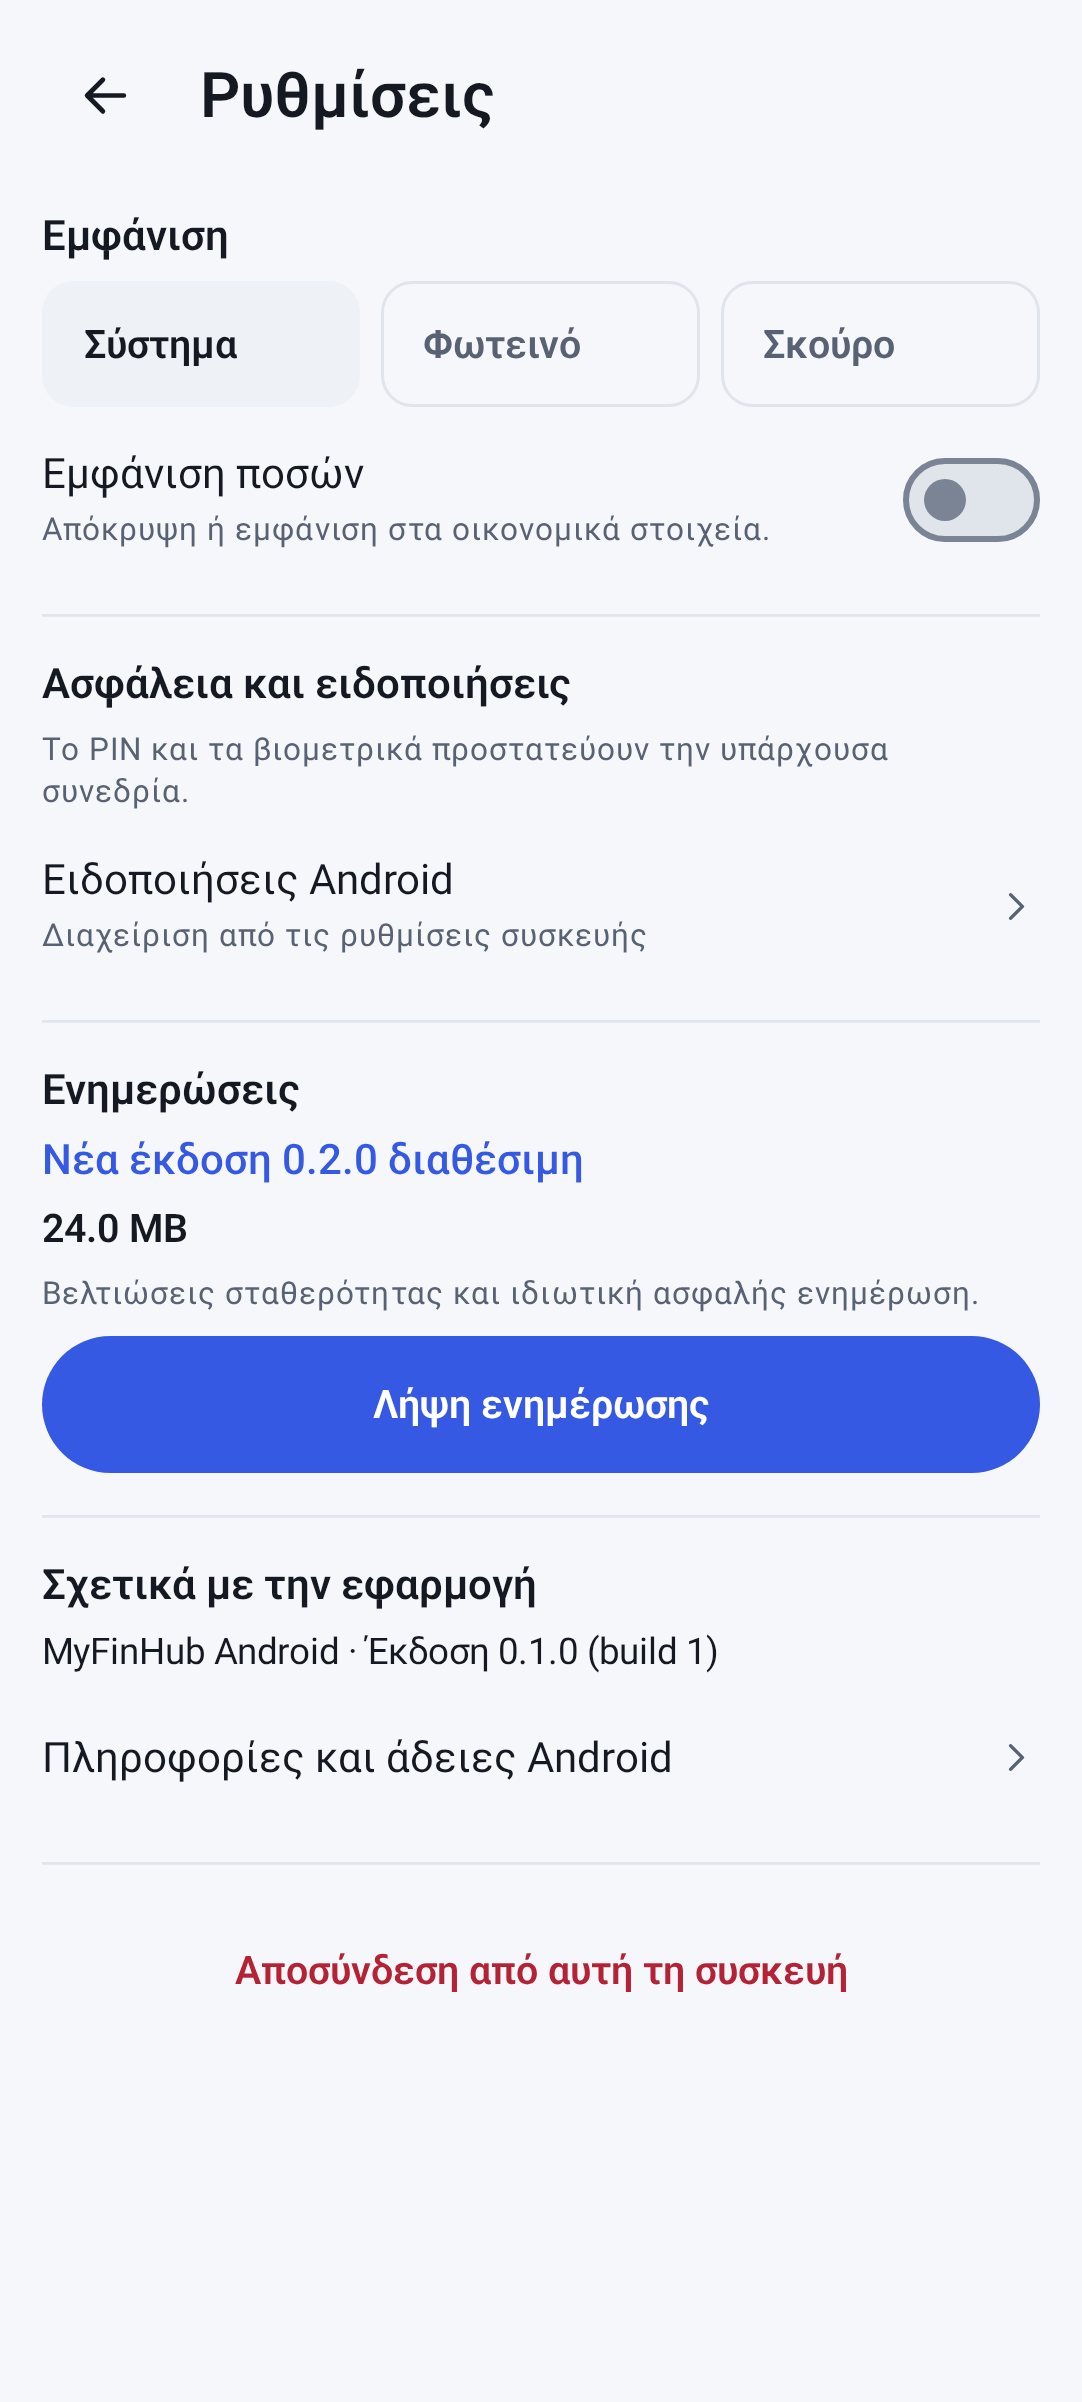 Ρυθμίσεις
Εμφάνιση
Σύστημα
Φωτεινό
Σκούρο
Εμφάνιση ποσών
Απόκρυψη ή εμφάνιση στα οικονομικά στοιχεία.
Ασφάλεια και ειδοποιήσεις
Το PIN και τα βιομετρικά προστατεύουν την υπάρχουσα
συνεδρία.
Ειδοποιήσεις Android
Διαχείριση από τις ρυθμίσεις συσκευής
Ενημερώσεις
Νέα έκδοση 0.2.0 διαθέσιμη
24.0 MB
Βελτιώσεις σταθερότητας και ιδιωτική ασφαλής ενημέρωση.
Λήψη ενημέρωσης
Σχετικά με την εφαρμογή
MyFinHub Android · Έκδοση 0.1.0 (build 1)
Πληροφορίες και άδειες Android
Αποσύνδεση από αυτή τη συσκευή